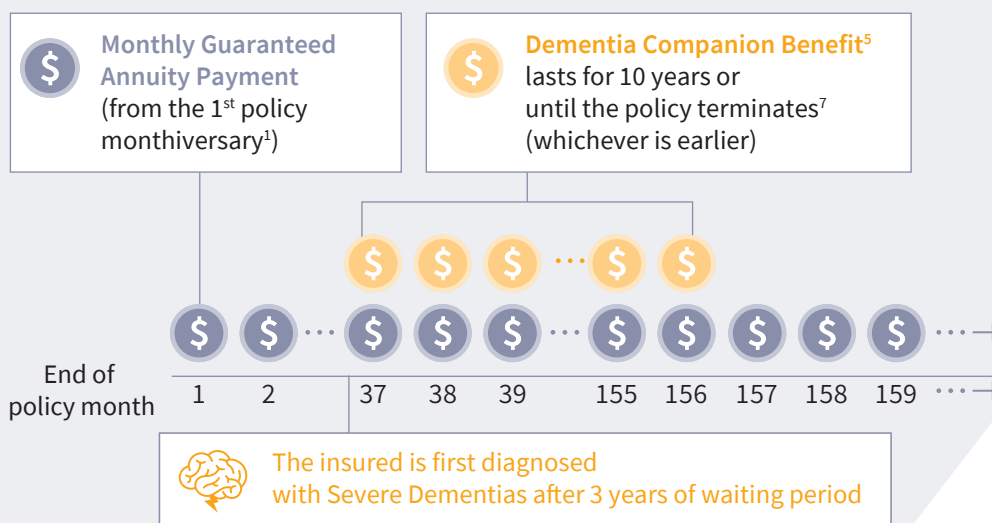 Monthly Guaranteed
Annuity Payment
(from the 1st policy
monthiversary1)
Dementia Companion Benefit5
lasts for 10 years or
until the policy terminates7
(whichever is earlier)
$ $ $ ... $ $
$ $ ... $ $ $ ... $ $ $ $ $ ...
End of
policy month
1 2 37 38 39 155 156 157 158 159 ...
The insured is first diagnosed
with Severe Dementias after 3 years of waiting period